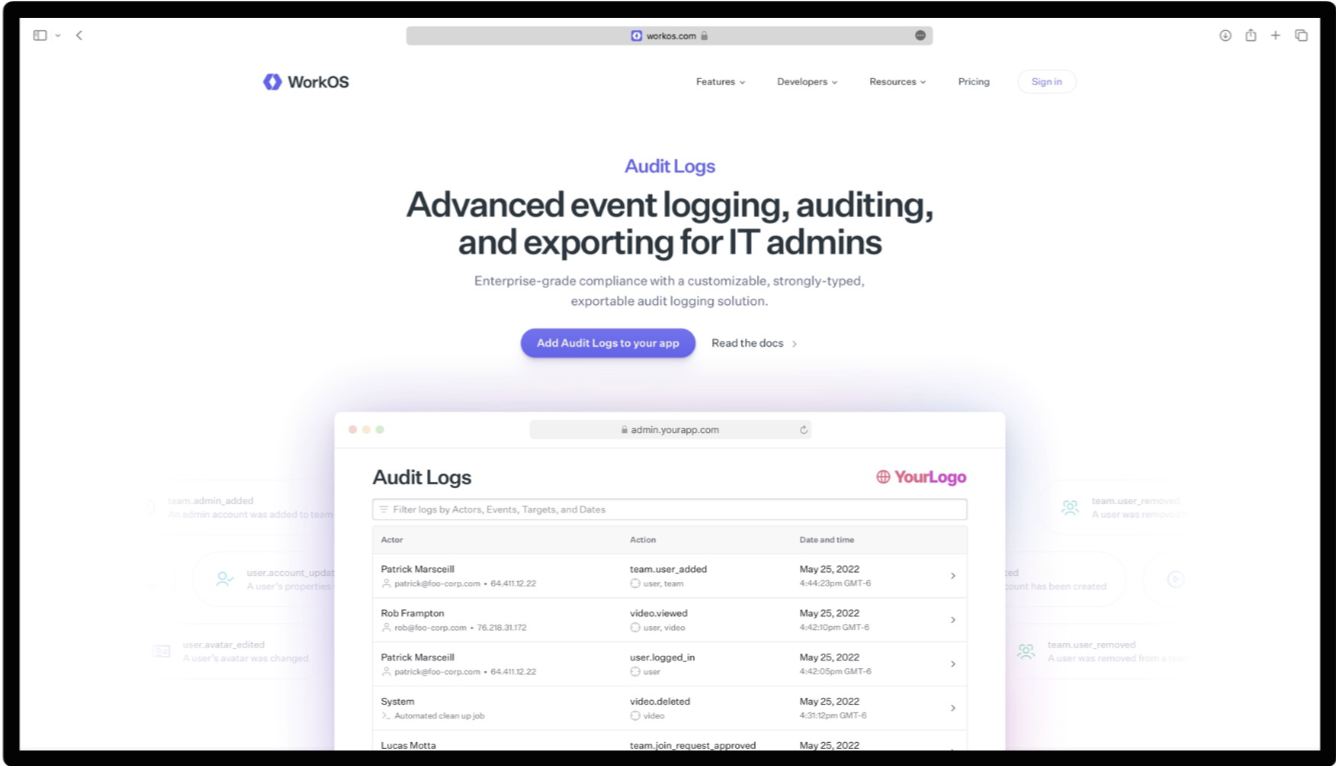 workos.com
WorkOS
Features
Developers
Resources
Pricing
Sign in
Audit Logs
Advanced event logging, auditing,
and exporting for IT admins
Enterprise-grade compliance with a customizable, strongly-typed,
exportable audit logging solution.
Add Audit Logs to your app
Read the docs
admin.yourapp.com
Audit Logs
YourLogo
Filter logs by Actors, Events, Targets, and Dates
Actor Action Date and time
Patrick Marsceill team.user_added May 25, 2022
patrick@foo-corp.com • 64.411.12.22 user, team 4:44:23pm GMT-6
Rob Frampton video.viewed May 25, 2022
rob@foo-corp.com • 76.218.31.172 user, video 4:42:10pm GMT-6
Patrick Marsceill user.logged_in May 25, 2022
patrick@foo-corp.com • 64.411.12.22 user 4:42:05pm GMT-6
System video.deleted May 25, 2022
Automated clean up job video 4:31:12pm GMT-6
Lucas Motta team.join_request_approved May 25, 2022
team.admin_added
An admin account was added to team
user.account_updat
A user's properties
user.avatar_edited
A user's avatar was changed
team.user_removed
A user was removed
ount has been created
team.user_removed
A user was removed from a team